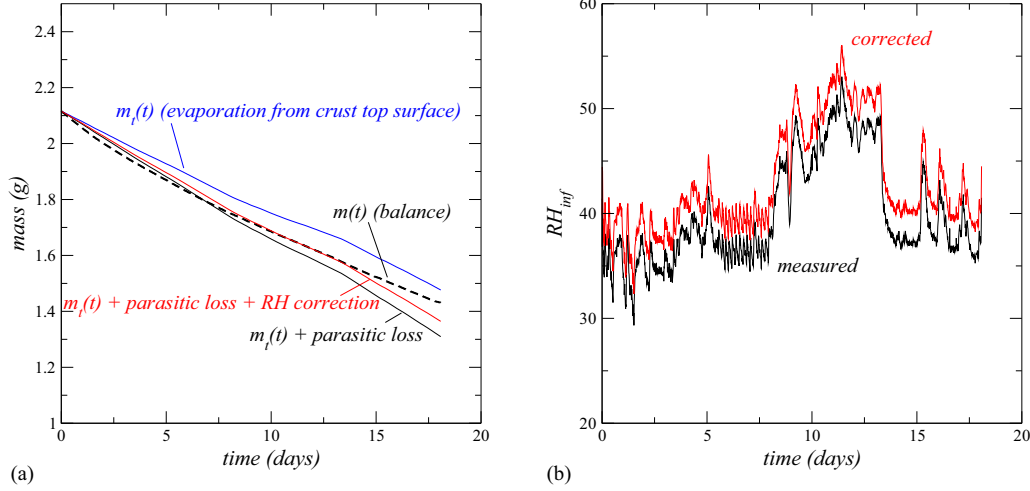 2.4
2.2
2
1.8
1.6
1.4
1.2
1
mass (g)
m_t(t) (evaporation from crust top surface)
m(t) (balance)
m_t(t) + parasitic loss + RH correction
m_t(t) + parasitic loss
0 5 10 15 20
time (days)
(a)
60
50
40
30
20
RH_inf
corrected
measured
0 5 10 15 20
time (days)
(b)